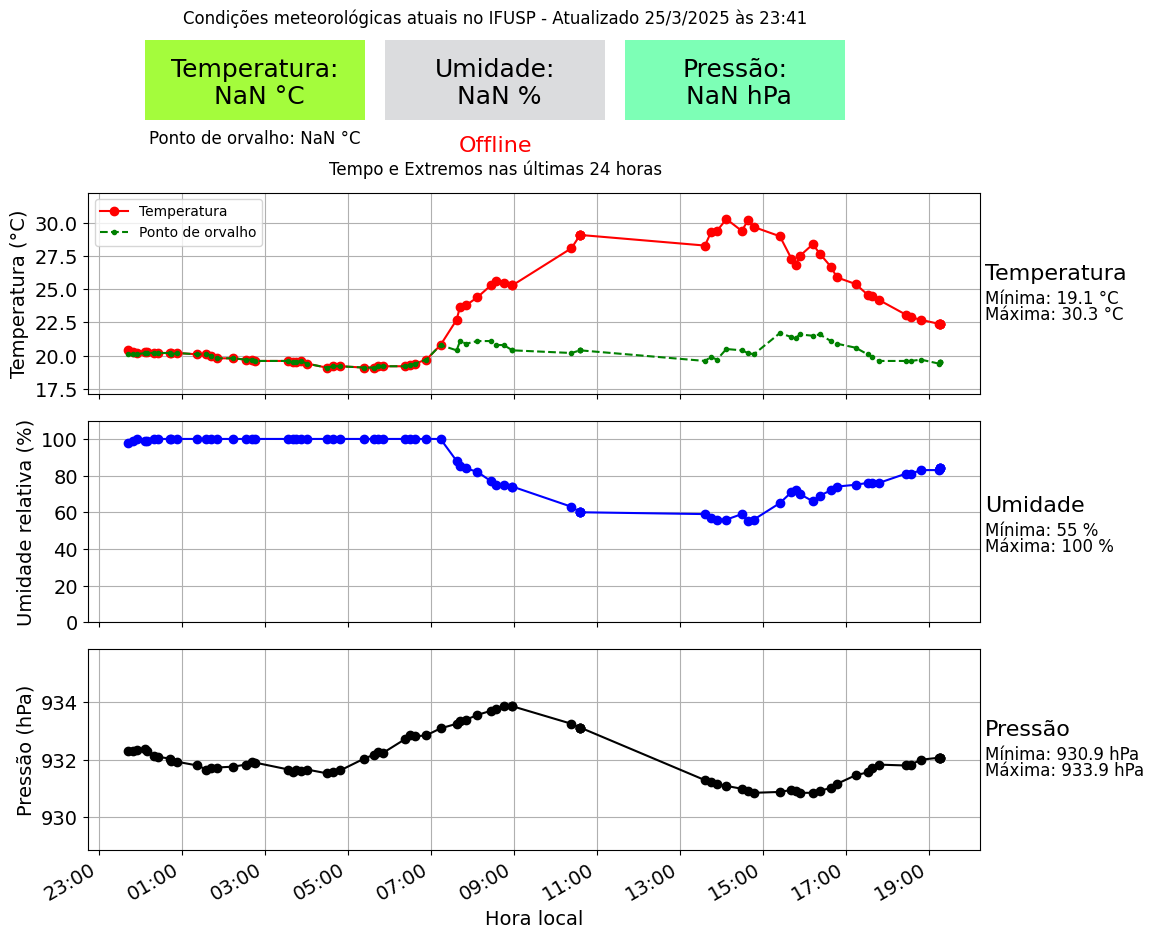 Condições meteorológicas atuais no IFUSP - Atualizado 25/3/2025 às 23:41
Temperatura:
NaN °C
Umidade:
NaN %
Pressão:
NaN hPa
Ponto de orvalho: NaN °C
Offline
Tempo e Extremos nas últimas 24 horas
Temperatura (°C)
30.0
27.5
25.0
22.5
20.0
17.5
Temperatura
Ponto de orvalho
Temperatura
Mínima: 19.1 °C
Máxima: 30.3 °C
Umidade relativa (%)
100
80
60
40
20
0
Umidade
Mínima: 55 %
Máxima: 100 %
Pressão (hPa)
934
932
930
Pressão
Mínima: 930.9 hPa
Máxima: 933.9 hPa
23:00 01:00 03:00 05:00 07:00 09:00 11:00 13:00 15:00 17:00 19:00
Hora local